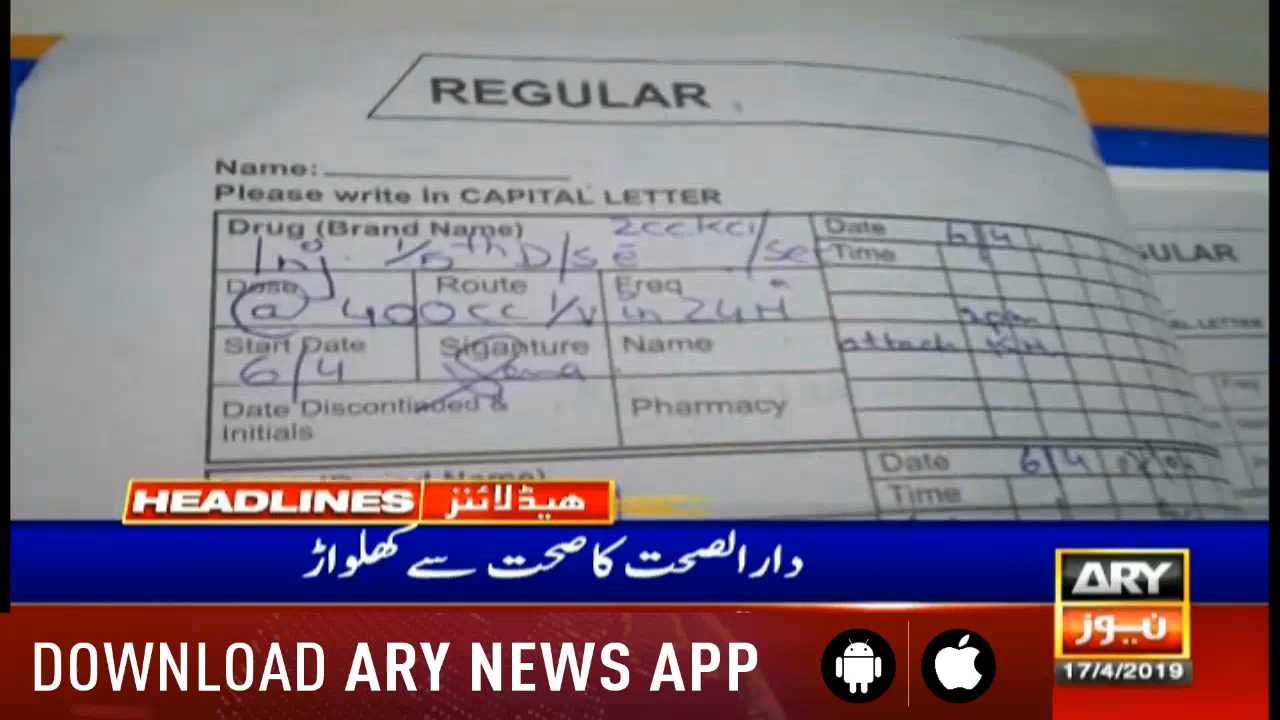 REGULAR
Name:
Please write in CAPITAL LETTER
Drug (Brand Name) 2cc.kcl/ Date 6/4
Inj 1/5th D/S c̄ Time
Dose Route Freq
@ 400cc I/V in 24H
Start Date Siganture Name
6/4
attach
Date Discontinued & Pharmacy
Initials
Date 6/4
Time
HEADLINES ہیڈلائنز
دارالصحت کا صحت سے کھلواڑ
ARY
نیوز
17/4/2019
DOWNLOAD ARY NEWS APP